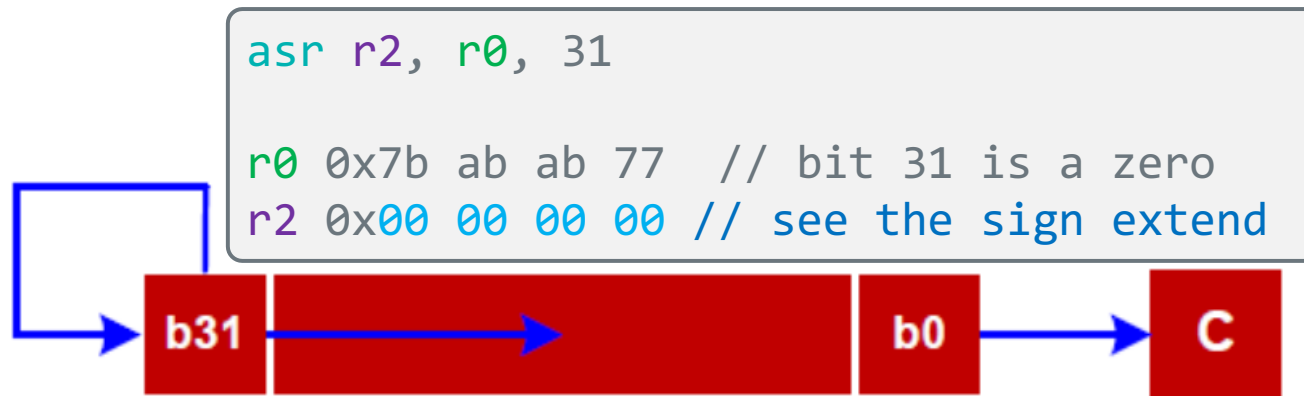 asr r2, r0, 31
r0 0x7b ab ab 77 // bit 31 is a zero
r2 0x00 00 00 00 // see the sign extend
b31 b0 C